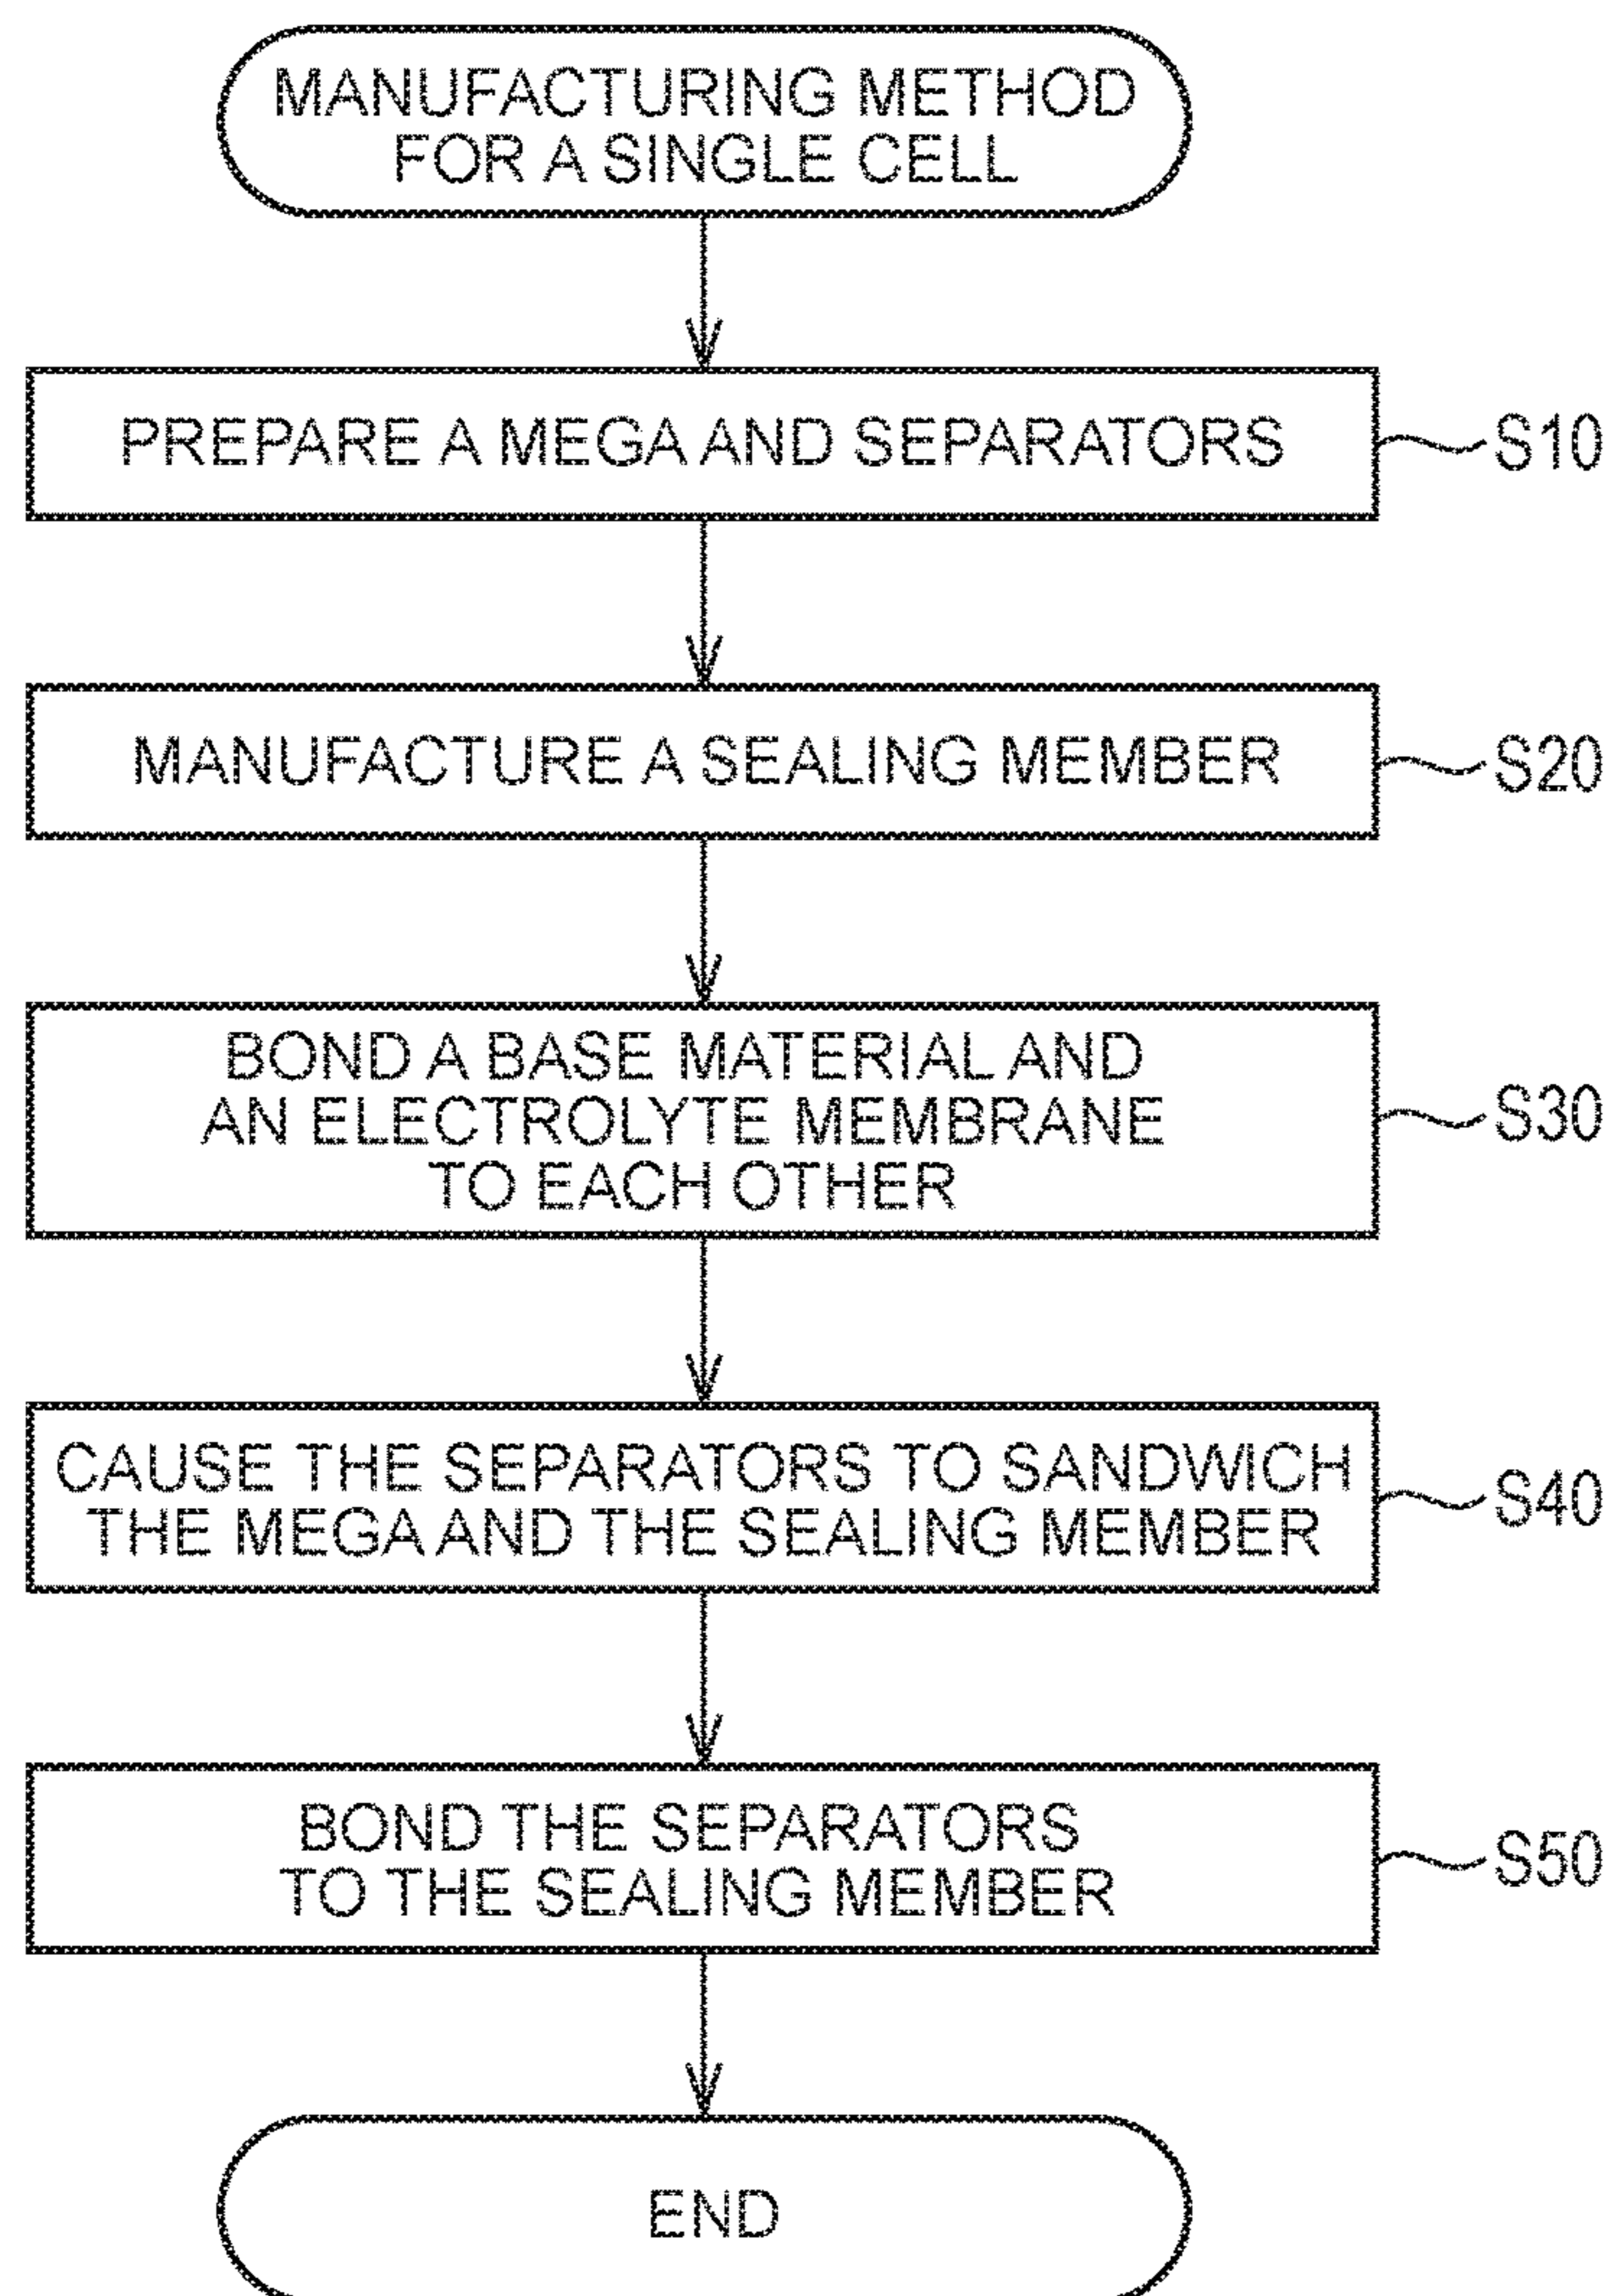 MANUFACTURING METHOD
FOR A SINGLE CELL
PREPARE A MEGA AND SEPARATORS
S10
MANUFACTURE A SEALING MEMBER
S20
BOND A BASE MATERIAL AND
AN ELECTROLYTE MEMBRANE
TO EACH OTHER
S30
CAUSE THE SEPARATORS TO SANDWICH
THE MEGA AND THE SEALING MEMBER
S40
BOND THE SEPARATORS
TO THE SEALING MEMBER
S50
END